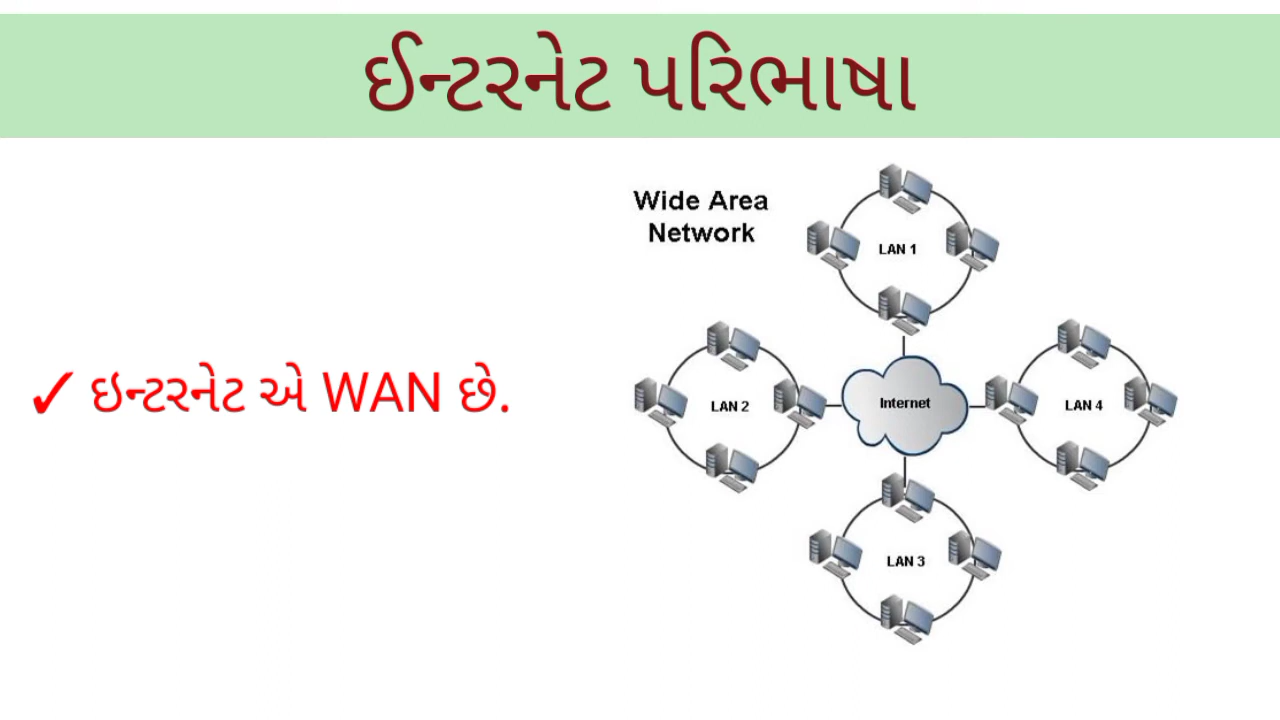 ઈન્ટરનેટ પરિભાષા
Wide Area
Network
LAN 1
✓ ઇન્ટરનેટ એ WAN છે.
LAN 2
Internet
LAN 4
LAN 3